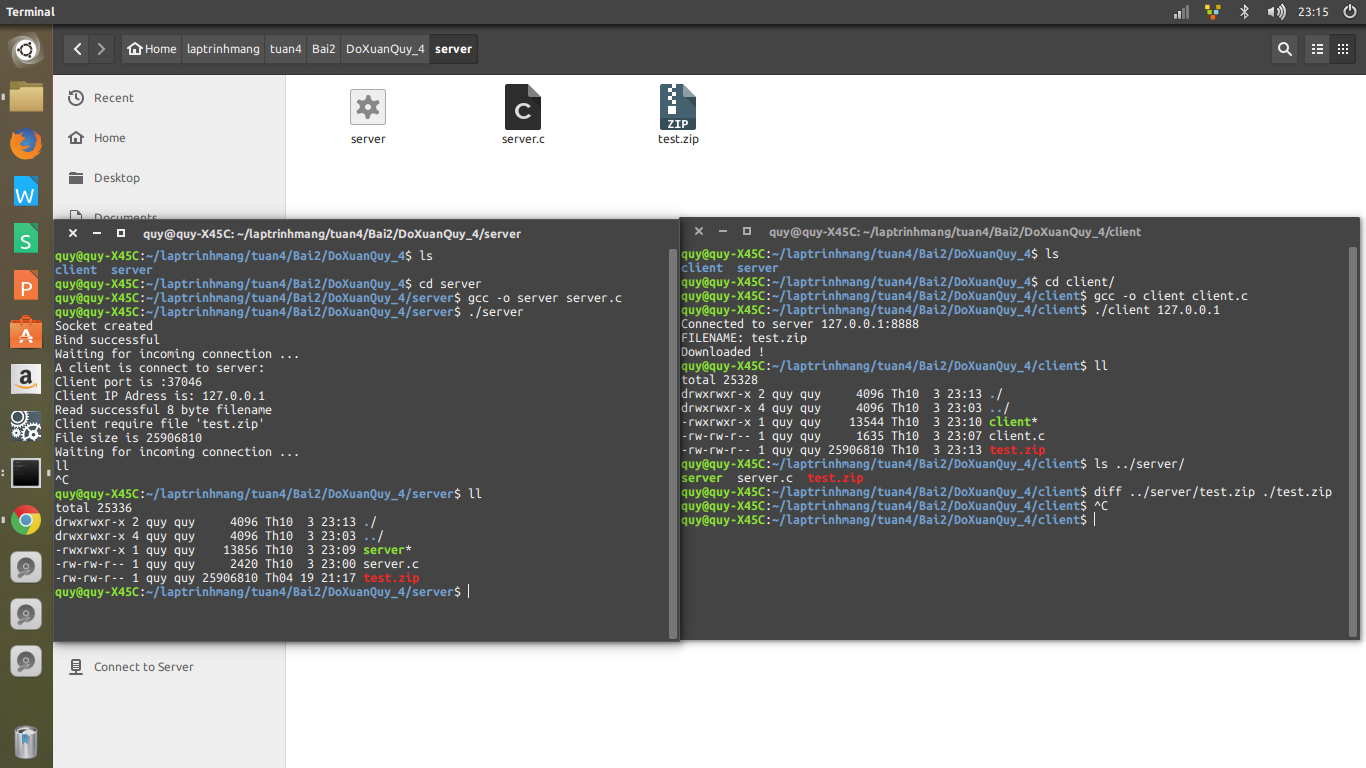 Terminal
23:15
Home laptrinhmang tuan4 Bai2 DoXuanQuy_4 server
Recent
Home
Desktop
Documents
Connect to Server
server
server.c
test.zip
C
ZIP
W
S
P
A
a
quy@quy-X45C: ~/laptrinhmang/tuan4/Bai2/DoXuanQuy_4/server
quy@quy-X45C:~/laptrinhmang/tuan4/Bai2/DoXuanQuy_4$ ls
client  server
quy@quy-X45C:~/laptrinhmang/tuan4/Bai2/DoXuanQuy_4$ cd server
quy@quy-X45C:~/laptrinhmang/tuan4/Bai2/DoXuanQuy_4/server$ gcc -o server server.c
quy@quy-X45C:~/laptrinhmang/tuan4/Bai2/DoXuanQuy_4/server$ ./server
Socket created
Bind successful
Waiting for incoming connection ...
A client is connect to server:
Client port is :37046
Client IP Adress is: 127.0.0.1
Read successful 8 byte filename
Client require file 'test.zip'
File size is 25906810
Waiting for incoming connection ...
ll
^C
quy@quy-X45C:~/laptrinhmang/tuan4/Bai2/DoXuanQuy_4/server$ ll
total 25336
drwxrwxr-x 2 quy quy     4096 Th10  3 23:13 ./
drwxrwxr-x 4 quy quy     4096 Th10  3 23:03 ../
-rwxrwxr-x 1 quy quy    13856 Th10  3 23:09 server*
-rw-rw-r-- 1 quy quy     2420 Th10  3 23:00 server.c
-rw-rw-r-- 1 quy quy 25906810 Th04 19 21:17 test.zip
quy@quy-X45C:~/laptrinhmang/tuan4/Bai2/DoXuanQuy_4/server$
quy@quy-X45C: ~/laptrinhmang/tuan4/Bai2/DoXuanQuy_4/client
quy@quy-X45C:~/laptrinhmang/tuan4/Bai2/DoXuanQuy_4$ ls
client  server
quy@quy-X45C:~/laptrinhmang/tuan4/Bai2/DoXuanQuy_4$ cd client/
quy@quy-X45C:~/laptrinhmang/tuan4/Bai2/DoXuanQuy_4/client$ gcc -o client client.c
quy@quy-X45C:~/laptrinhmang/tuan4/Bai2/DoXuanQuy_4/client$ ./client 127.0.0.1
Connected to server 127.0.0.1:8888
FILENAME: test.zip
Downloaded !
quy@quy-X45C:~/laptrinhmang/tuan4/Bai2/DoXuanQuy_4/client$ ll
total 25328
drwxrwxr-x 2 quy quy     4096 Th10  3 23:13 ./
drwxrwxr-x 4 quy quy     4096 Th10  3 23:03 ../
-rwxrwxr-x 1 quy quy    13544 Th10  3 23:10 client*
-rw-rw-r-- 1 quy quy     1635 Th10  3 23:07 client.c
-rw-rw-r-- 1 quy quy 25906810 Th10  3 23:13 test.zip
quy@quy-X45C:~/laptrinhmang/tuan4/Bai2/DoXuanQuy_4/client$ ls ../server/
server  server.c  test.zip
quy@quy-X45C:~/laptrinhmang/tuan4/Bai2/DoXuanQuy_4/client$ diff ../server/test.zip ./test.zip
quy@quy-X45C:~/laptrinhmang/tuan4/Bai2/DoXuanQuy_4/client$ ^C
quy@quy-X45C:~/laptrinhmang/tuan4/Bai2/DoXuanQuy_4/client$